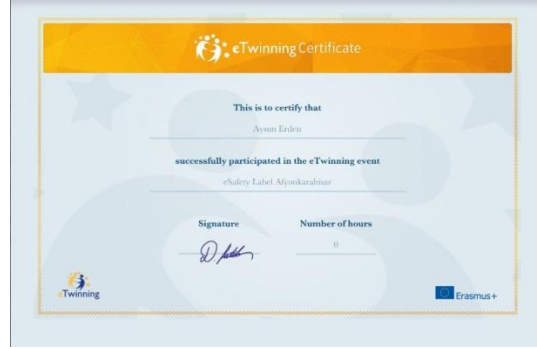 eTwinning Certificate
This is to certify that
Aysun Erden
successfully participated in the eTwinning event
eSafety Label Afyonkarahisar
Signature
Number of hours
0
eTwinning
Erasmus+